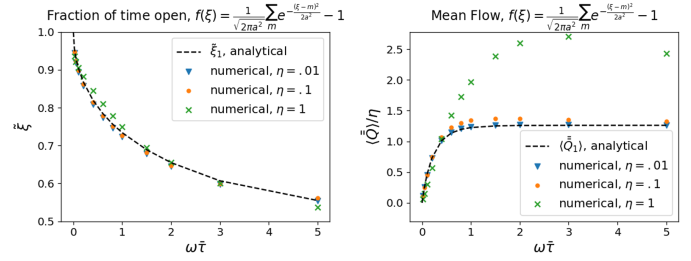 Fraction of time open, f(ξ) = 1/√(2πa²) ∑ₘ e^(−(ξ−m)²/2a²) − 1
1.0
0.9
0.8
0.7
0.6
0.5
ξ̃
0 1 2 3 4 5
ωτ̄
ξ̃₁, analytical
numerical, η = .01
numerical, η = .1
numerical, η = 1
Mean Flow, f(ξ) = 1/√(2πa²) ∑ₘ e^(−(ξ−m)²/2a²) − 1
2.5
2.0
1.5
1.0
0.5
0.0
⟨Q̄̃⟩/η
0 1 2 3 4 5
ωτ̄
⟨Q̄̃₁⟩, analytical
numerical, η = .01
numerical, η = .1
numerical, η = 1